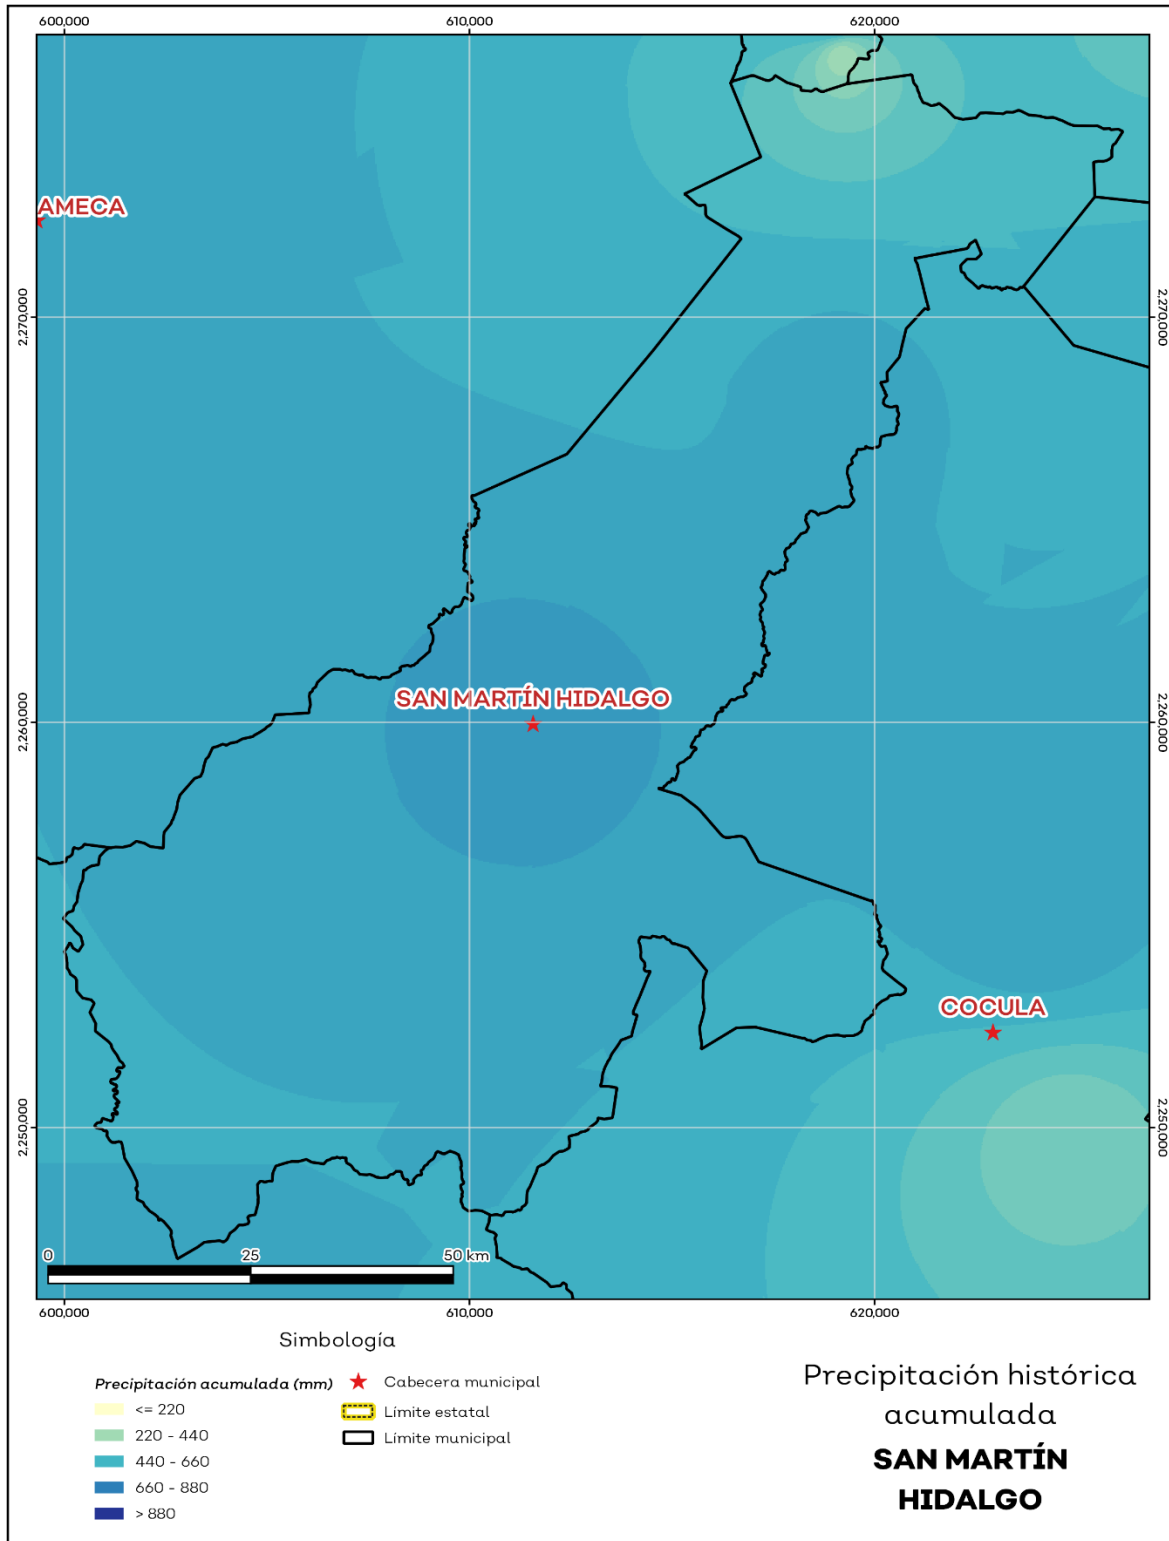 600,000
610,000
620,000
AMECA
2,270,000
2,270,000
SAN MARTÍN HIDALGO
2,260,000
2,260,000
COCULA
2,250,000
2,250,000
0 25 50 km
600,000
610,000
620,000
Simbología
Precipitación acumulada (mm)
<= 220
220 - 440
440 - 660
660 - 880
> 880
Cabecera municipal
Límite estatal
Límite municipal
Precipitación histórica
acumulada
SAN MARTÍN
HIDALGO